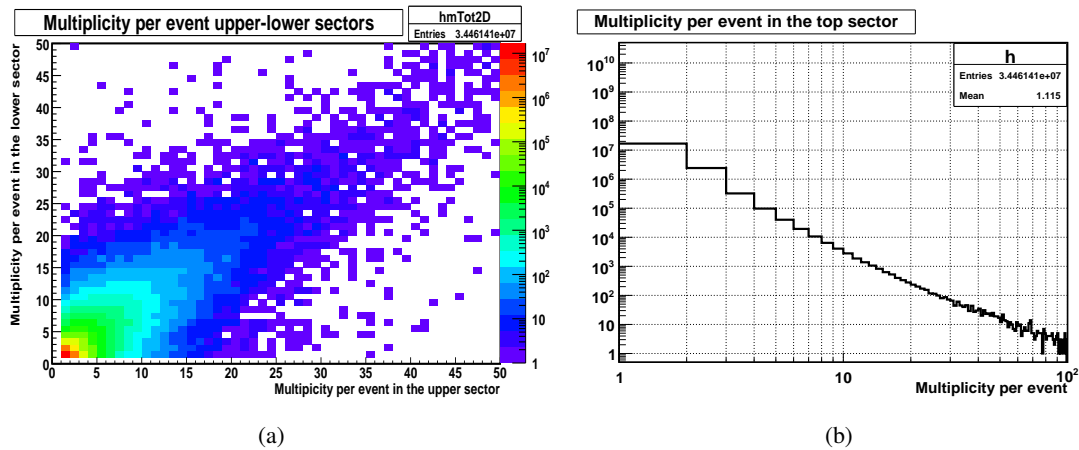 Multiplicity per event upper-lower sectors
hmTot2D
Entries 3.446141e+07
Multiplicity per event in the lower sector
50
45
40
35
30
25
20
15
10
5
0
0 5 10 15 20 25 30 35 40 45 50
Multipicity per event in the upper sector
10^7
10^6
10^5
10^4
10^3
10^2
10
1
(a)
Multiplicity per event in the top sector
h
Entries 3.446141e+07
Mean 1.115
10^10
10^9
10^8
10^7
10^6
10^5
10^4
10^3
10^2
10
1
1 10 10^2
Multiplicity per event
(b)